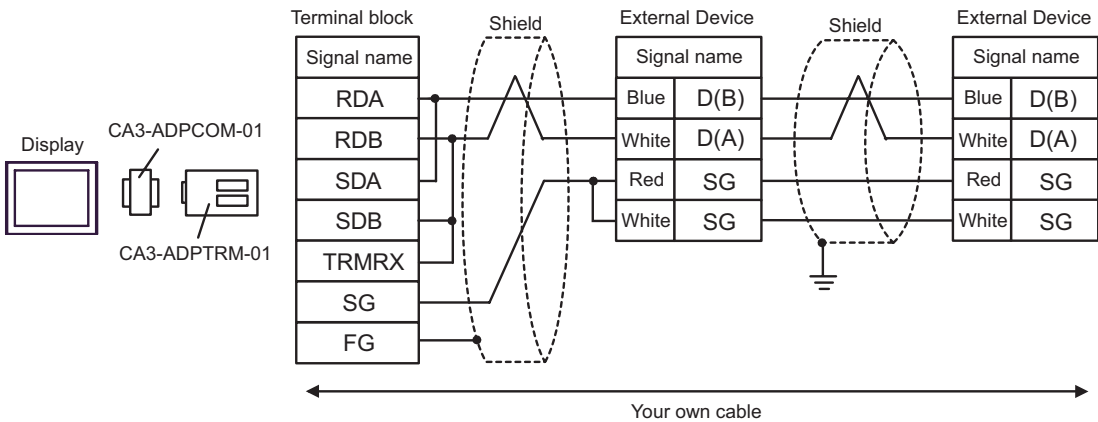 Display
CA3-ADPCOM-01
CA3-ADPTRM-01
Terminal block
Signal name
RDA
RDB
SDA
SDB
TRMRX
SG
FG
Shield
External Device
Signal name
Blue D(B)
White D(A)
Red SG
White SG
Shield
External Device
Signal name
Blue D(B)
White D(A)
Red SG
White SG
Your own cable